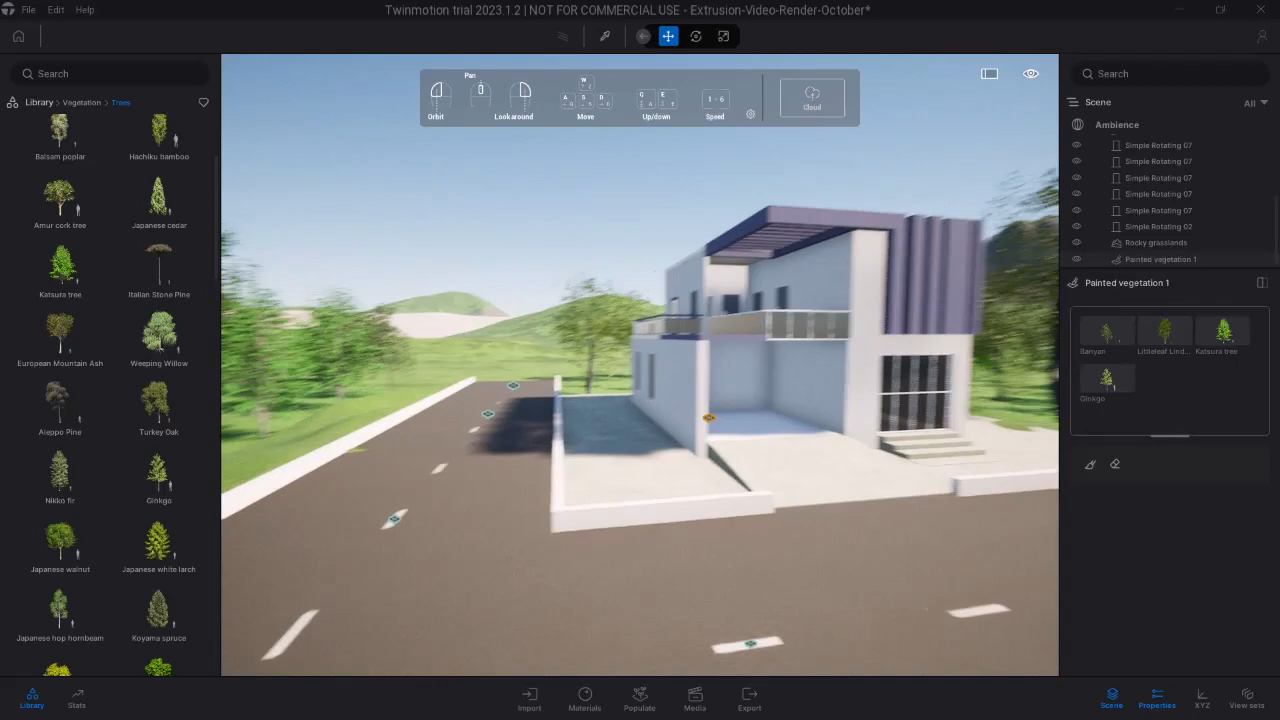 File Edit Help
Twinmotion trial 2023.1.2 | NOT FOR COMMERCIAL USE - Extrusion-Video-Render-October*
Search
Library > Vegetation > Trees
Balsam poplar Hachiku bamboo
Amur cork tree Japanese cedar
Katsura tree Italian Stone Pine
European Mountain Ash Weeping Willow
Aleppo Pine Turkey Oak
Nikko fir Ginkgo
Japanese walnut Japanese white larch
Japanese hop hornbeam Koyama spruce
Pan
W
A S D
Q E
1 - 6
Cloud
Orbit Look around Move Up/down Speed
Search
Scene All
Ambience
Simple Rotating 07
Simple Rotating 07
Simple Rotating 07
Simple Rotating 07
Simple Rotating 07
Simple Rotating 02
Rocky grasslands
Painted vegetation 1
Painted vegetation 1
Banyan Littleleaf Lind... Katsura tree
Ginkgo
Library Stats Import Materials Populate Media Export Scene Properties XYZ View sets